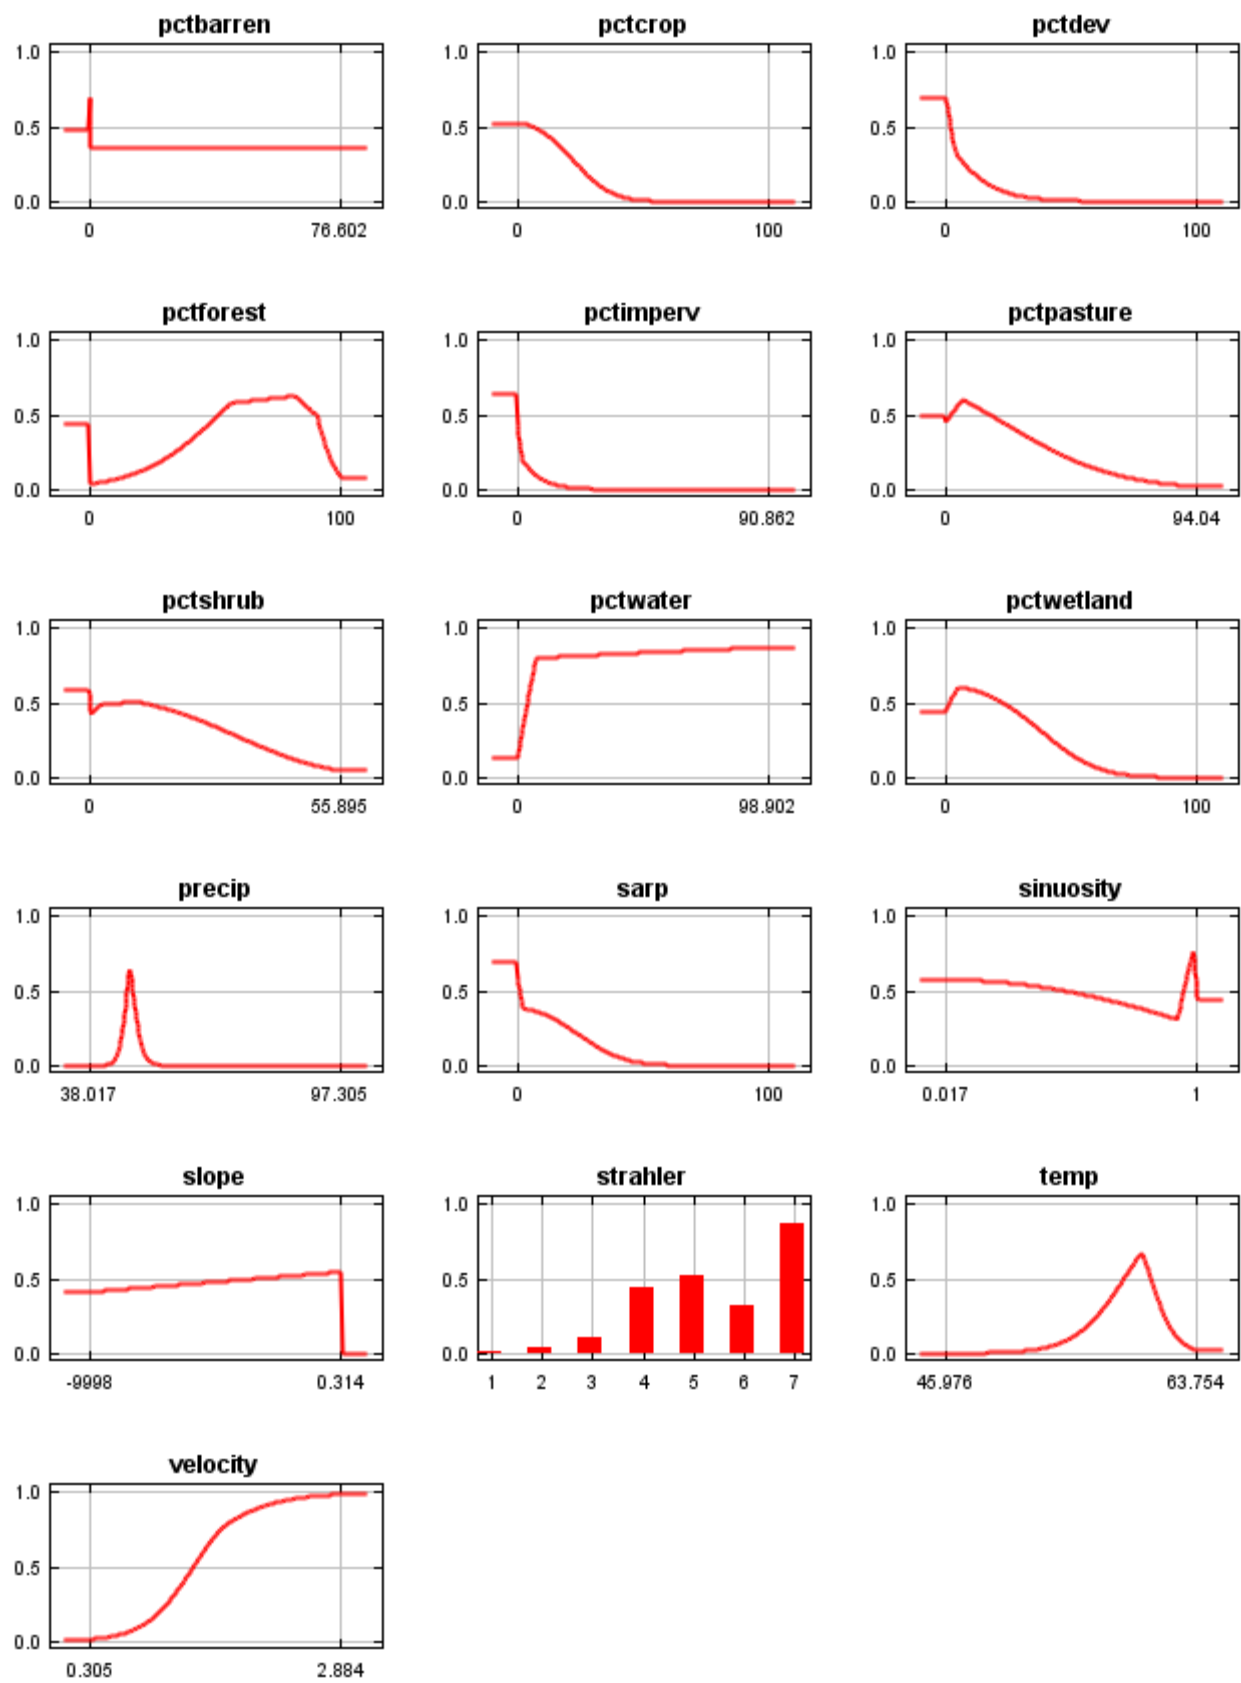 pctbarren pctcrop pctdev
1.0 1.0 1.0
0.5 0.5 0.5
0.0 0.0 0.0
0 76.602 0 100 0 100
pctforest pctimperv pctpasture
1.0 1.0 1.0
0.5 0.5 0.5
0.0 0.0 0.0
0 100 0 90.862 0 94.04
pctshrub pctwater pctwetland
1.0 1.0 1.0
0.5 0.5 0.5
0.0 0.0 0.0
0 55.895 0 98.902 0 100
precip sarp sinuosity
1.0 1.0 1.0
0.5 0.5 0.5
0.0 0.0 0.0
38.017 97.305 0 100 0.017 1
slope strahler temp
1.0 1.0 1.0
0.5 0.5 0.5
0.0 0.0 0.0
-9998 0.314 1 2 3 4 5 6 7 45.976 63.754
velocity
1.0
0.5
0.0
0.305 2.884